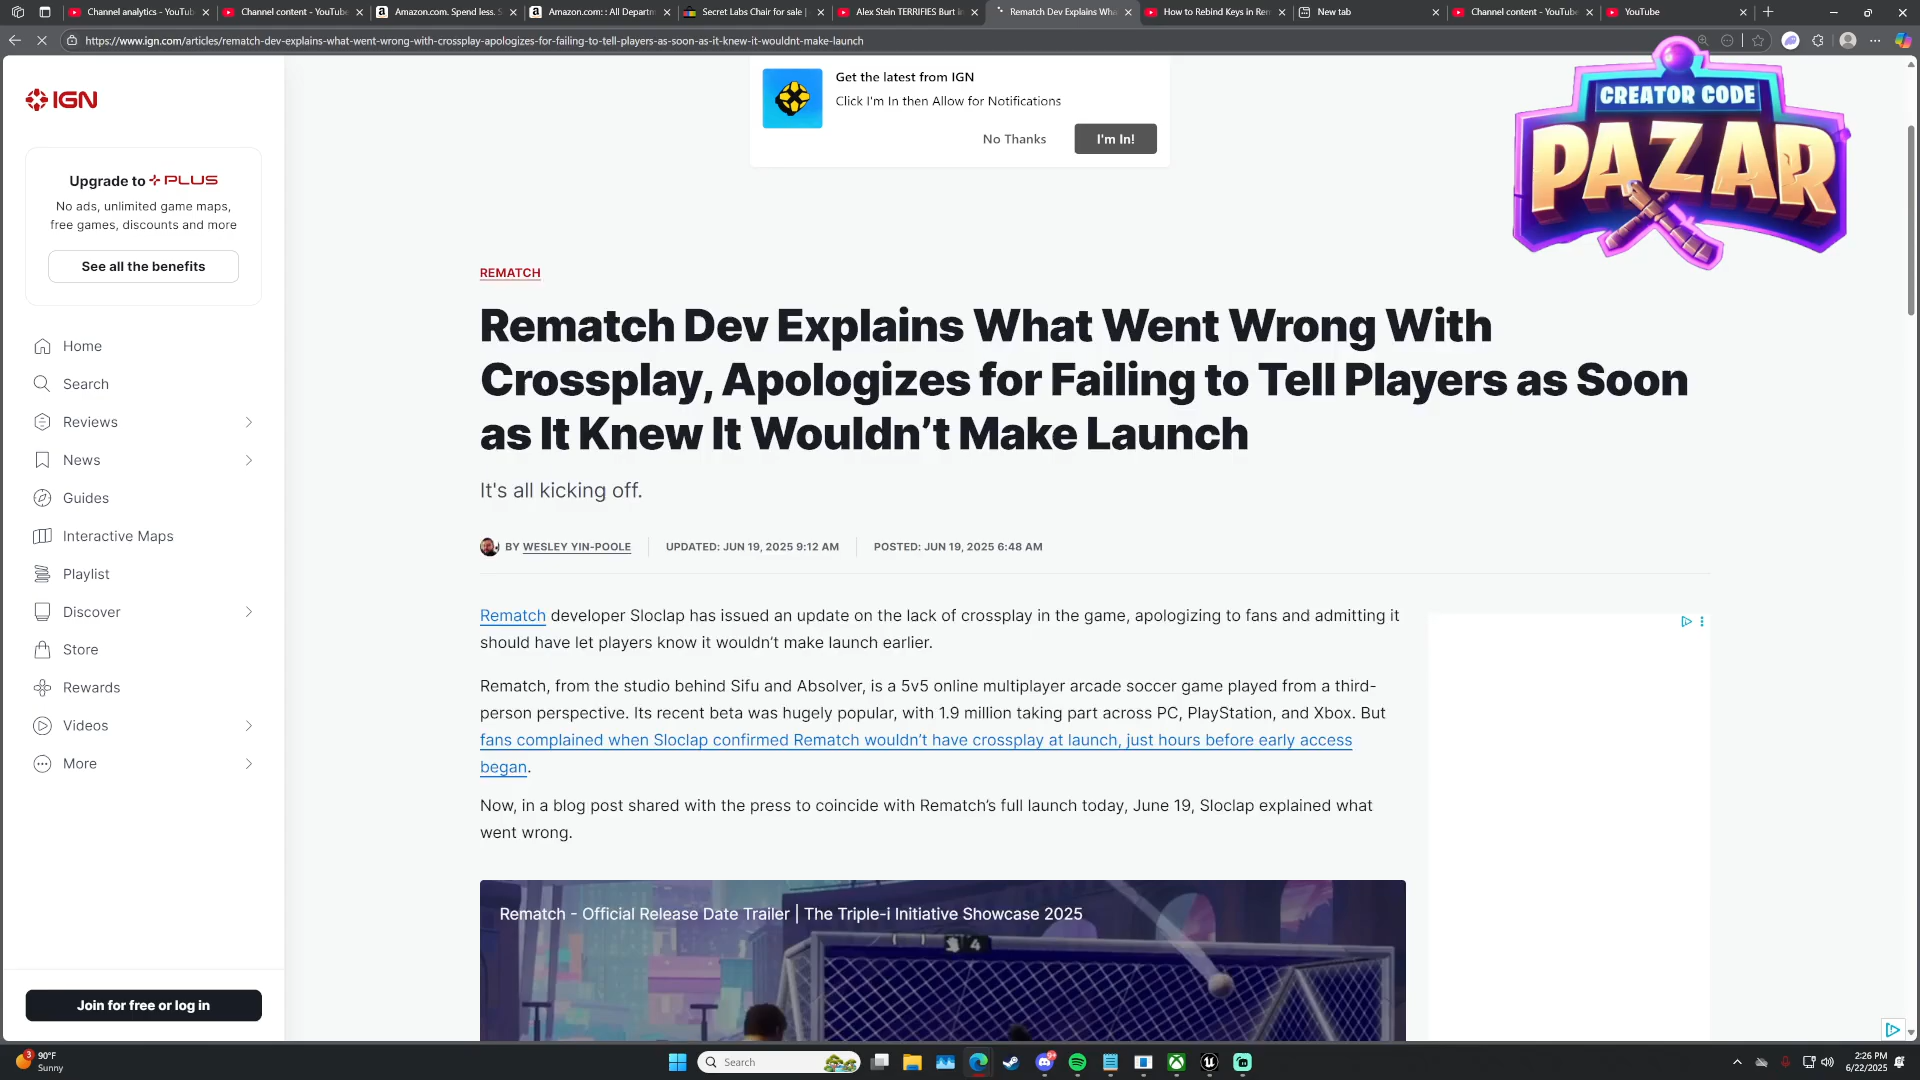 Channel analytics - YouTub
Channel content - YouTube
Amazon.com. Spend less. S
Amazon.com: : All Departm
Secret Labs Chair for sale |
Alex Stein TERRIFIES Burt in
Rematch Dev Explains Wha
How to Rebind Keys in Rem
New tab
Channel content - YouTube
YouTube
https://www.ign.com/articles/rematch-dev-explains-what-went-wrong-with-crossplay-apologizes-for-failing-to-tell-players-as-soon-as-it-knew-it-wouldnt-make-launch
IGN
Get the latest from IGN
Click I'm In then Allow for Notifications
No Thanks
I'm In!
CREATOR CODE
PAZAR
Upgrade to PLUS
No ads, unlimited game maps,
free games, discounts and more
See all the benefits
Home
Search
Reviews
News
Guides
Interactive Maps
Playlist
Discover
Store
Rewards
Videos
More
Join for free or log in
REMATCH
Rematch Dev Explains What Went Wrong With
Crossplay, Apologizes for Failing to Tell Players as Soon
as It Knew It Wouldn’t Make Launch
It's all kicking off.
BY WESLEY YIN-POOLE
UPDATED: JUN 19, 2025 9:12 AM
POSTED: JUN 19, 2025 6:48 AM
Rematch developer Sloclap has issued an update on the lack of crossplay in the game, apologizing to fans and admitting it
should have let players know it wouldn’t make launch earlier.
Rematch, from the studio behind Sifu and Absolver, is a 5v5 online multiplayer arcade soccer game played from a third-
person perspective. Its recent beta was hugely popular, with 1.9 million taking part across PC, PlayStation, and Xbox. But
fans complained when Sloclap confirmed Rematch wouldn’t have crossplay at launch, just hours before early access
began.
Now, in a blog post shared with the press to coincide with Rematch’s full launch today, June 19, Sloclap explained what
went wrong.
Rematch - Official Release Date Trailer | The Triple-i Initiative Showcase 2025
4
3
90°F
Sunny
Search
2:26 PM
6/22/2025